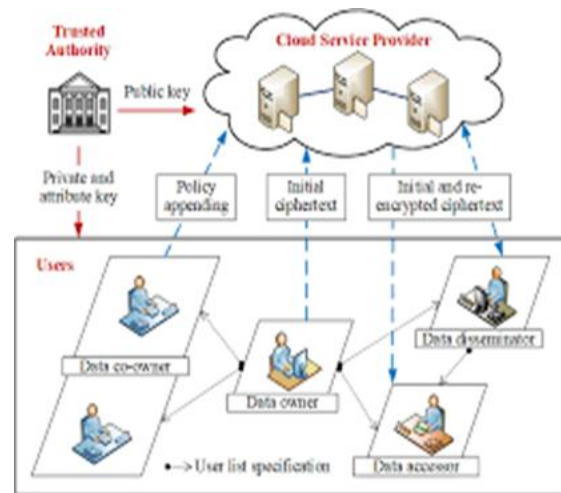 Trusted
Authority
Cloud Service Provider
Public key
Private and
attribute key
Policy
appending
Initial
ciphertext
Initial and re-
encrypted ciphertext
Users
Data co-owner
Data owner
Data disseminator
Data accessor
User list specification